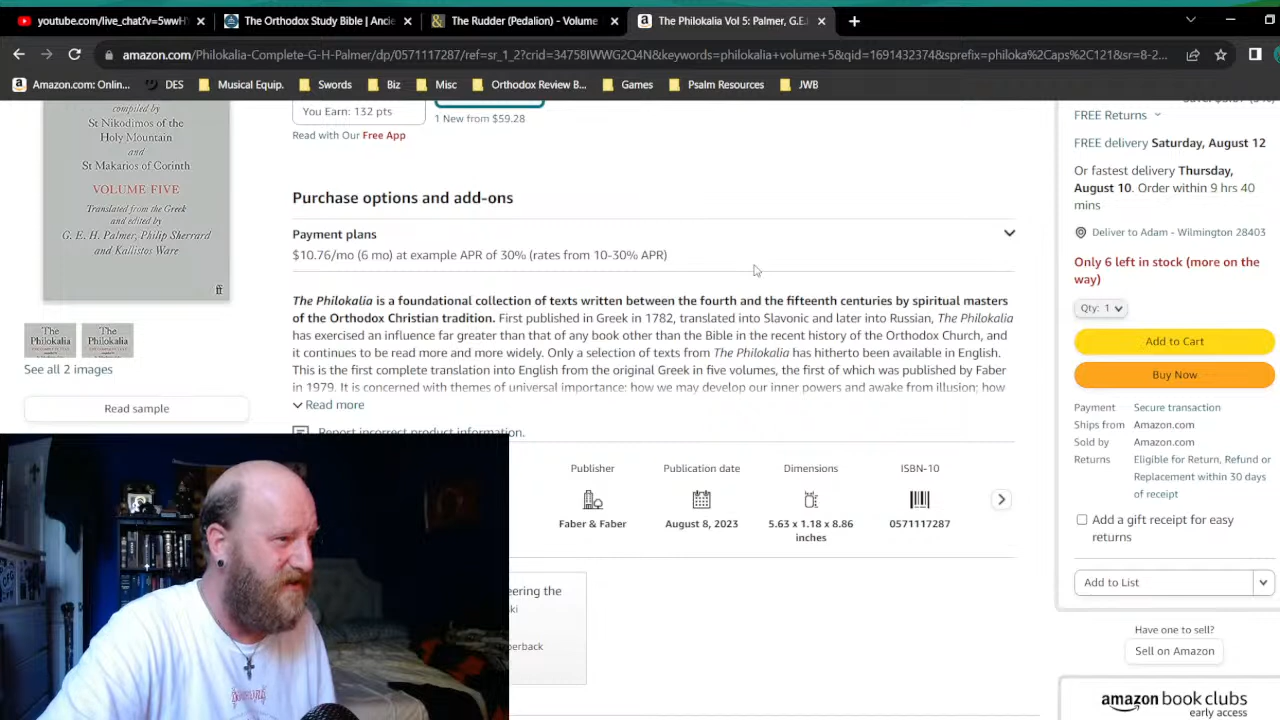 youtube.com/live_chat?v=5wwH
The Orthodox Study Bible | Ancie
The Rudder (Pedalion) - Volume
The Philokalia Vol 5: Palmer, G.E.
amazon.com/Philokalia-Complete-G-H-Palmer/dp/0571117287/ref=sr_1_2?crid=34758IWWG2Q4N&keywords=philokalia+volume+5&qid=1691432374&sprefix=philoka%2Caps%2C121&sr=8-2...
Amazon.com: Onlin...
DES
Musical Equip.
Swords
Biz
Misc
Orthodox Review B...
Games
Psalm Resources
JWB
compiled by
St Nikodimos of the
Holy Mountain
and
St Makarios of Corinth
VOLUME FIVE
Translated from the Greek
and edited by
G. E. H. Palmer, Philip Sherrard
and Kallistos Ware
ff
The
Philokalia
The
Philokalia
See all 2 images
Read sample
You Earn: 132 pts
Read with Our Free App
1 New from $59.28
Purchase options and add-ons
Payment plans
$10.76/mo (6 mo) at example APR of 30% (rates from 10-30% APR)
The Philokalia is a foundational collection of texts written between the fourth and the fifteenth centuries by spiritual masters
of the Orthodox Christian tradition. First published in Greek in 1782, translated into Slavonic and later into Russian, The Philokalia
has exercised an influence far greater than that of any book other than the Bible in the recent history of the Orthodox Church, and
it continues to be read more and more widely. Only a selection of texts from The Philokalia has hitherto been available in English.
This is the first complete translation into English from the original Greek in five volumes, the first of which was published by Faber
in 1979. It is concerned with themes of universal importance: how we may develop our inner powers and awake from illusion; how
Read more
Report incorrect product information.
Publisher
Faber & Faber
Publication date
August 8, 2023
Dimensions
5.63 x 1.18 x 8.86
inches
ISBN-10
0571117287
eering the
ski
perback
FREE Returns
FREE delivery Saturday, August 12
Or fastest delivery Thursday,
August 10. Order within 9 hrs 40
mins
Deliver to Adam - Wilmington 28403
Only 6 left in stock (more on the
way)
Qty: 1
Add to Cart
Buy Now
Payment Secure transaction
Ships from Amazon.com
Sold by Amazon.com
Returns Eligible for Return, Refund or
Replacement within 30 days
of receipt
Add a gift receipt for easy
returns
Add to List
Have one to sell?
Sell on Amazon
amazon book clubs
early access